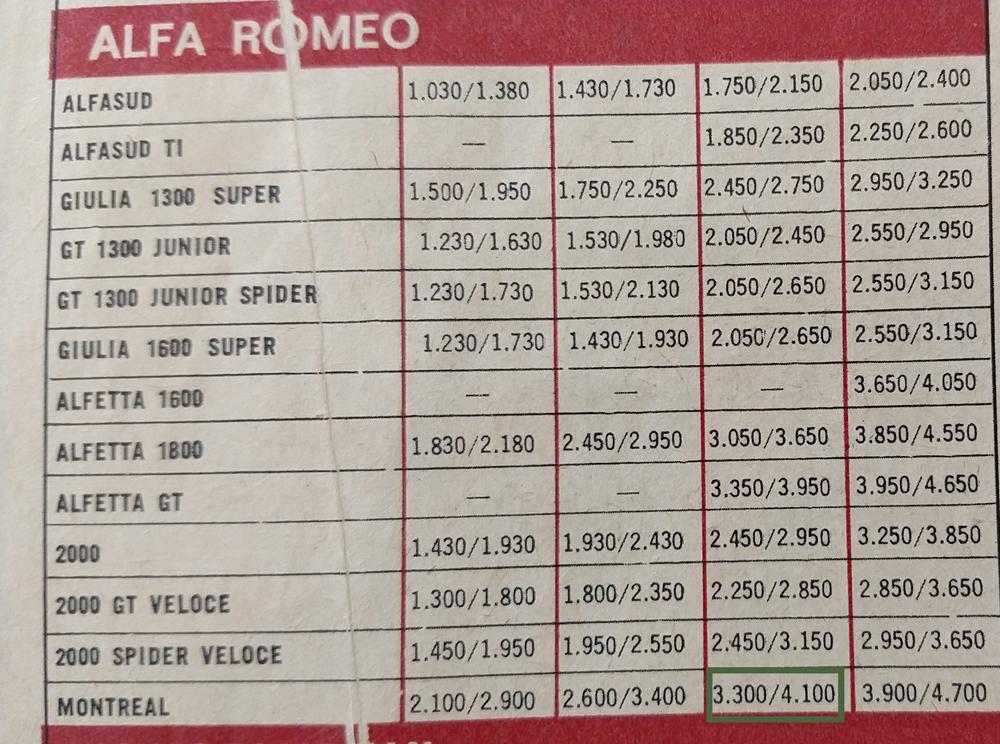 ALFA ROMEO
ALFASUD 1.030/1.380 1.430/1.730 1.750/2.150 2.050/2.400
ALFASUD TI — — 1.850/2.350 2.250/2.600
GIULIA 1300 SUPER 1.500/1.950 1.750/2.250 2.450/2.750 2.950/3.250
GT 1300 JUNIOR 1.230/1.630 1.530/1.980 2.050/2.450 2.550/2.950
GT 1300 JUNIOR SPIDER 1.230/1.730 1.530/2.130 2.050/2.650 2.550/3.150
GIULIA 1600 SUPER 1.230/1.730 1.430/1.930 2.050/2.650 2.550/3.150
ALFETTA 1600 — — — 3.650/4.050
ALFETTA 1800 1.830/2.180 2.450/2.950 3.050/3.650 3.850/4.550
ALFETTA GT — — 3.350/3.950 3.950/4.650
2000 1.430/1.930 1.930/2.430 2.450/2.950 3.250/3.850
2000 GT VELOCE 1.300/1.800 1.800/2.350 2.250/2.850 2.850/3.650
2000 SPIDER VELOCE 1.450/1.950 1.950/2.550 2.450/3.150 2.950/3.650
MONTREAL 2.100/2.900 2.600/3.400 3.300/4.100 3.900/4.700